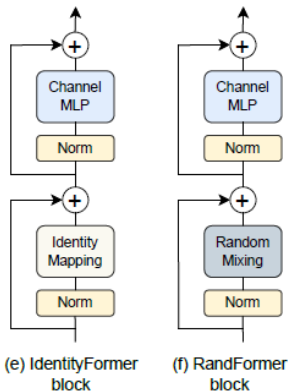 +
Channel
MLP
Norm
+
Identity
Mapping
Norm
(e) IdentityFormer
block
+
Channel
MLP
Norm
+
Random
Mixing
Norm
(f) RandFormer
block